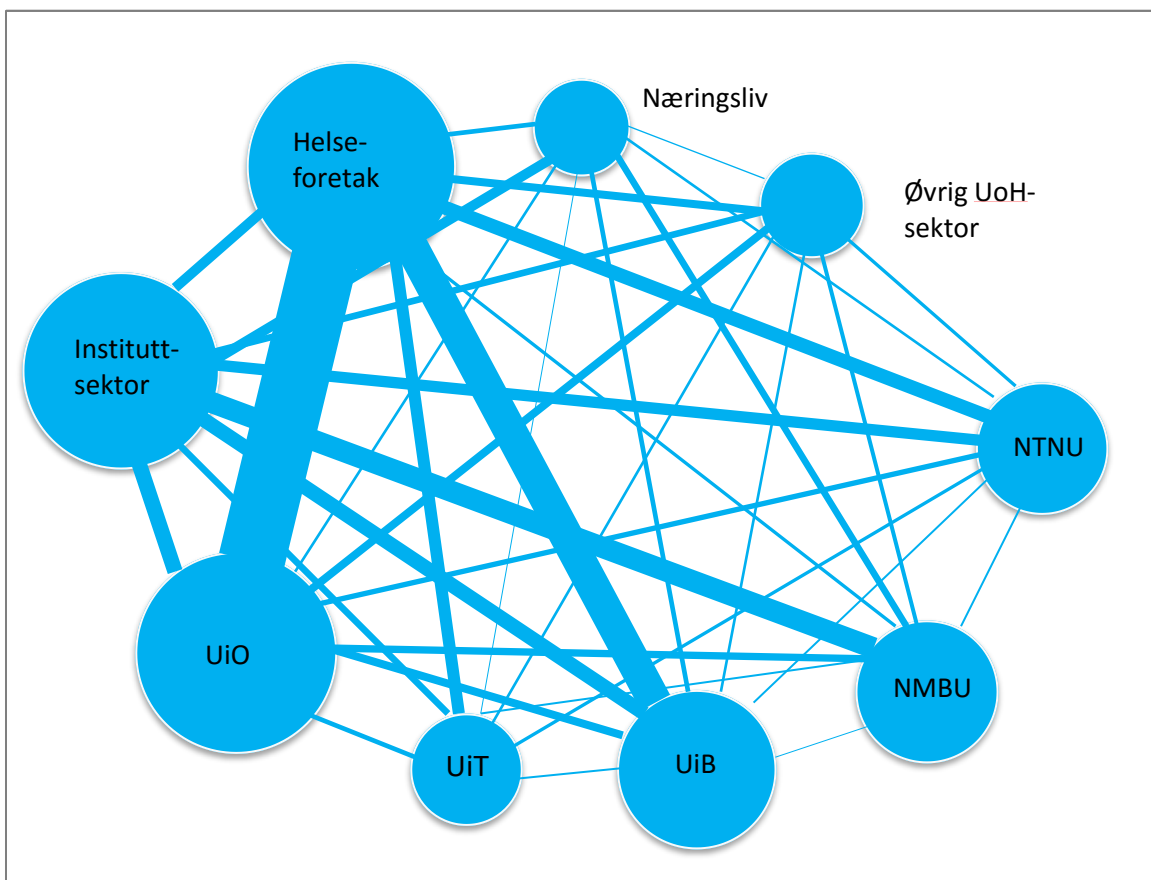 Næringsliv
Helse-
foretak
Øvrig UoH-
sektor
Institutt-
sektor
NTNU
UiO
NMBU
UiT
UiB